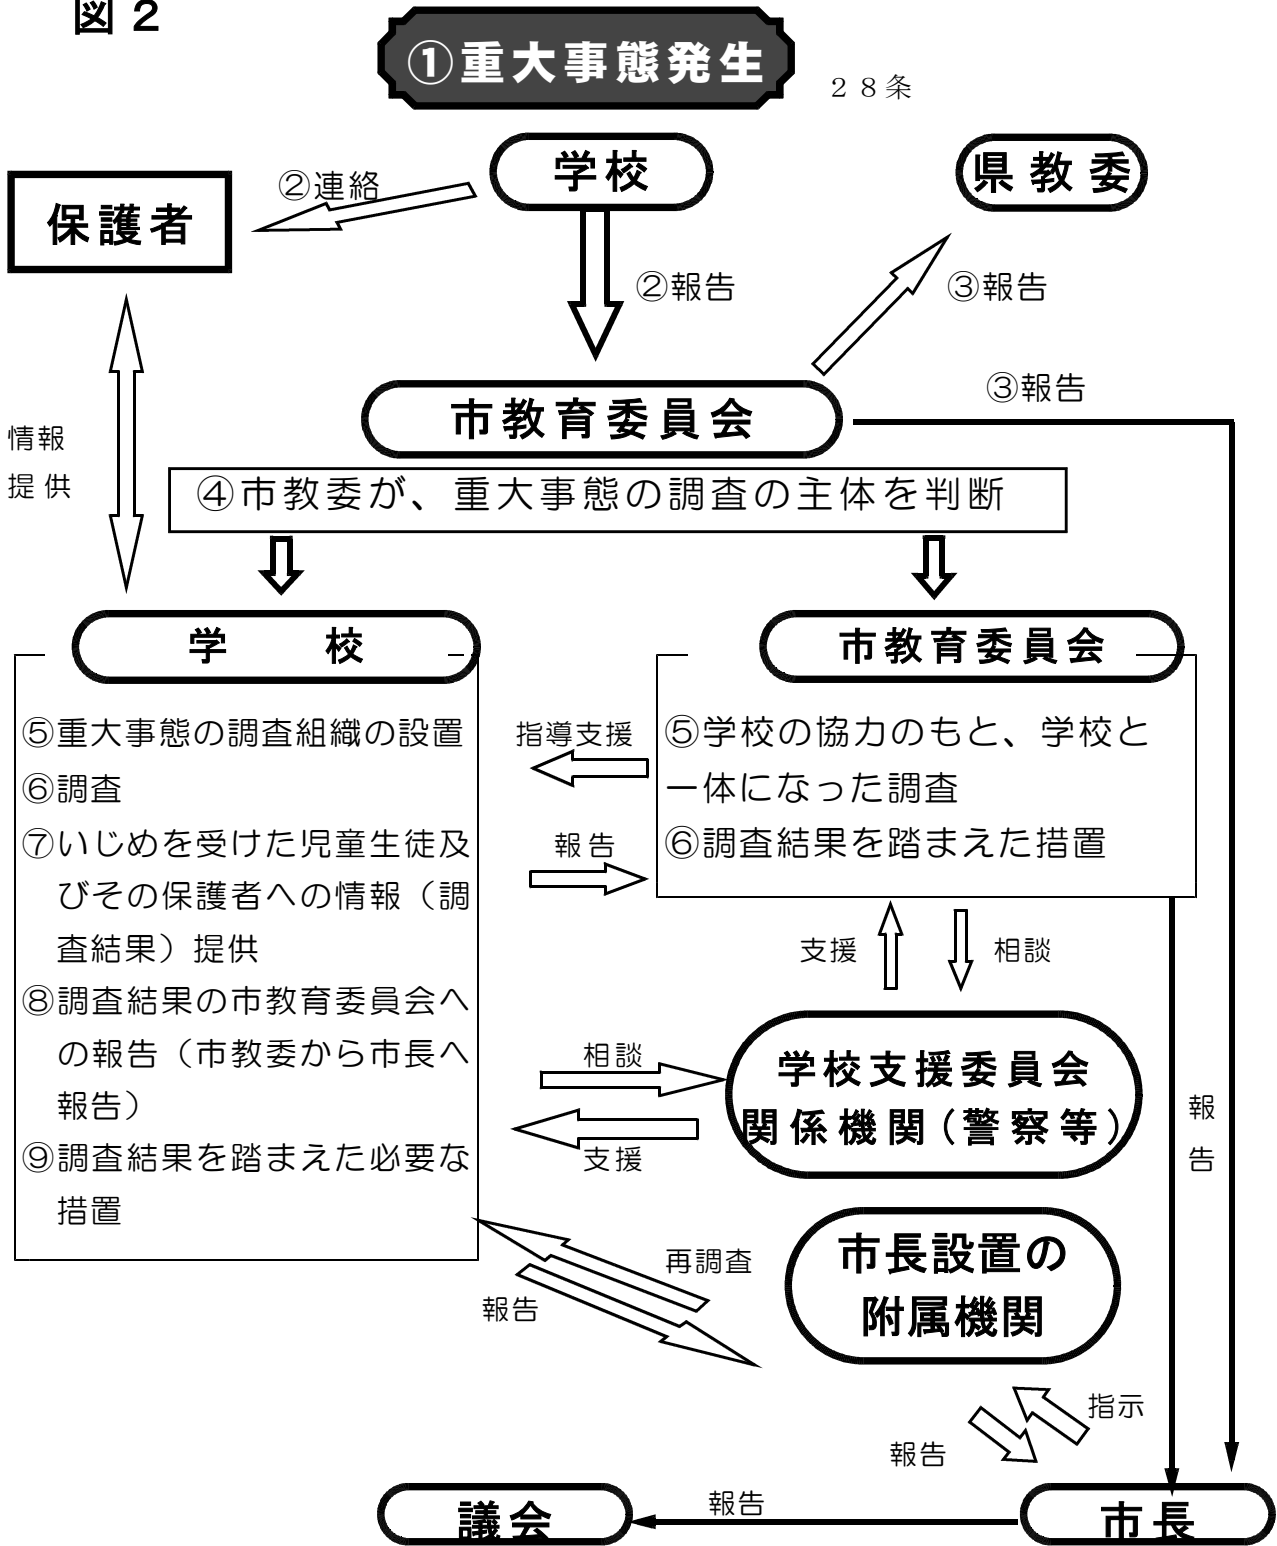 図２
①重大事態発生
２８条
学校
県教委
保護者
②連絡
②報告
③報告
市教育委員会
③報告
情報
提供
④市教委が、重大事態の調査の主体を判断
学　校
市教育委員会
⑤重大事態の調査組織の設置
⑥調査
⑦いじめを受けた児童生徒及
びその保護者への情報（調
査結果）提供
⑧調査結果の市教育委員会へ
の報告（市教委から市長へ
報告）
⑨調査結果を踏まえた必要な
措置
指導支援
報告
⑤学校の協力のもと、学校と
一体になった調査
⑥調査結果を踏まえた措置
支援
相談
相談
支援
学校支援委員会
関係機関（警察等）
報
告
再調査
報告
市長設置の
附属機関
指示
報告
議会
報告
市長